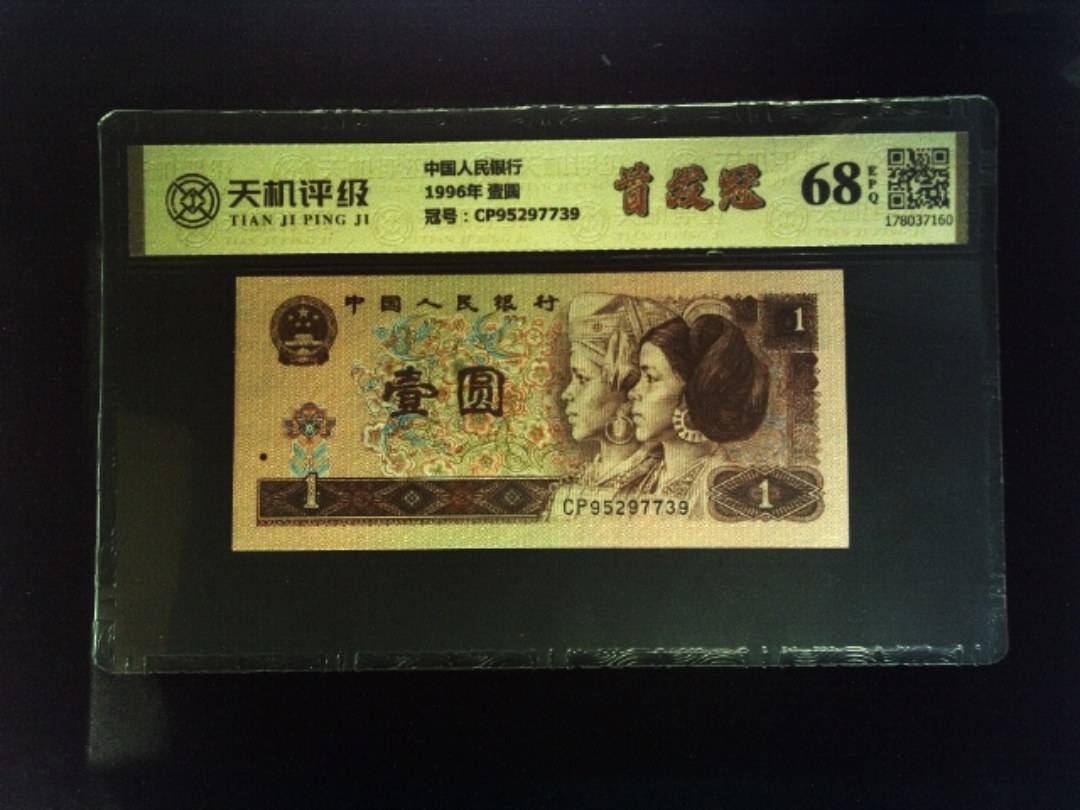 天机评级
TIAN JI PING JI
中国人民银行
1996年 壹圆
冠号：CP95297739
首发冠
68
EPQ
178037160
中国人民银行
1
壹圆
1
CP95297739
1